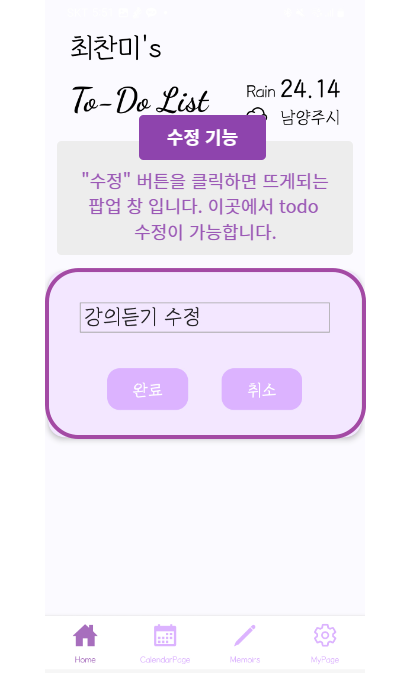 최찬미's
To-Do List
Rain 24.14
남양주시
수정 기능
"수정" 버튼을 클릭하면 뜨게되는
팝업 창 입니다. 이곳에서 todo
수정이 가능합니다.
강의듣기 수정
완료 취소
Home CalendarPage Memoirs MyPage